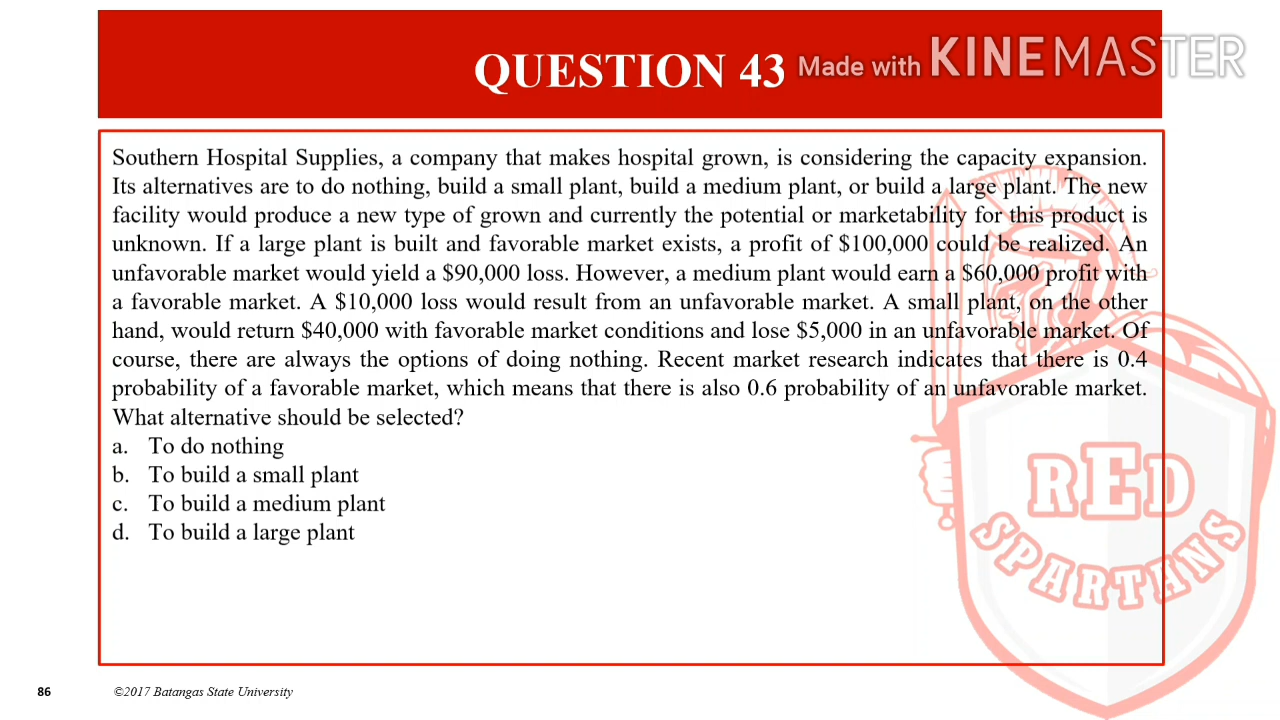 QUESTION 43
Made with KINEMASTER
Southern Hospital Supplies, a company that makes hospital grown, is considering the capacity expansion.
Its alternatives are to do nothing, build a small plant, build a medium plant, or build a large plant. The new
facility would produce a new type of grown and currently the potential or marketability for this product is
unknown. If a large plant is built and favorable market exists, a profit of $100,000 could be realized. An
unfavorable market would yield a $90,000 loss. However, a medium plant would earn a $60,000 profit with
a favorable market. A $10,000 loss would result from an unfavorable market. A small plant, on the other
hand, would return $40,000 with favorable market conditions and lose $5,000 in an unfavorable market. Of
course, there are always the options of doing nothing. Recent market research indicates that there is 0.4
probability of a favorable market, which means that there is also 0.6 probability of an unfavorable market.
What alternative should be selected?
a. To do nothing
b. To build a small plant
c. To build a medium plant
d. To build a large plant
RED
SPARTANS
86 ©2017 Batangas State University